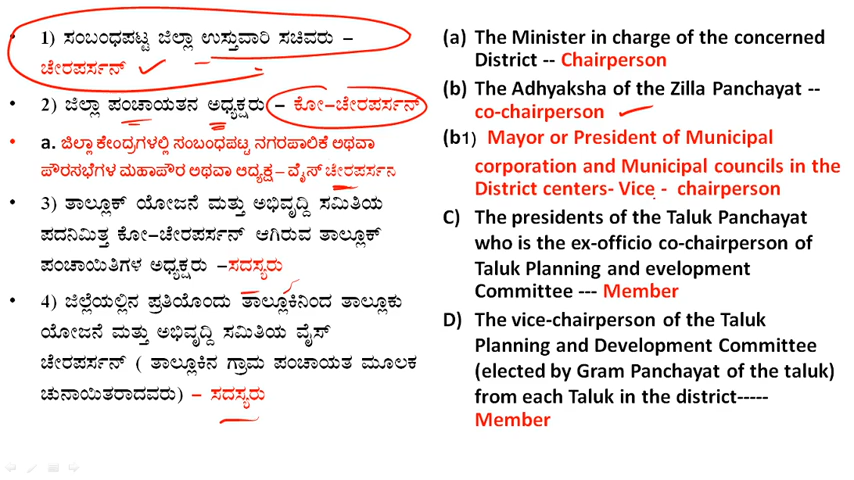 1) ಸಂಬಂಧಪಟ್ಟ ಜಿಲ್ಲಾ ಉಸ್ತುವಾರಿ ಸಚಿವರು –
ಚೇರಪರ್ಸನ್
2) ಜಿಲ್ಲಾ ಪಂಚಾಯತನ ಅಧ್ಯಕ್ಷರು – ಕೋ-ಚೇರಪರ್ಸನ್
a. ಜಿಲ್ಲಾ ಕೇಂದ್ರಗಳಲ್ಲಿ ಸಂಬಂಧಪಟ್ಟ ನಗರಪಾಲಿಕೆ ಅಥವಾ
ಪೌರಸಭೆಗಳ ಮಹಾಪೌರ ಅಥವಾ ಆದ್ಯಕ್ಷ – ವೈಸ್ ಚೇರಪರ್ಸನ
3) ತಾಲ್ಲೂಕ್ ಯೋಜನೆ ಮತ್ತು ಅಭಿವೃದ್ದಿ ಸಮಿತಿಯ
ಪದನಿಮಿತ್ತ ಕೋ-ಚೇರಪರ್ಸನ್ ಆಗಿರುವ ತಾಲ್ಲೂಕ್
ಪಂಚಾಯಿತಿಗಳ ಅಧ್ಯಕ್ಷರು –ಸದಸ್ಯರು
4) ಜಿಲ್ಲೆಯಲ್ಲಿನ ಪ್ರತಿಯೊಂದು ತಾಲ್ಲೂಕಿನಿಂದ ತಾಲ್ಲೂಕು
ಯೋಜನೆ ಮತ್ತು ಅಭಿವೃದ್ದಿ ಸಮಿತಿಯ ವೈಸ್
ಚೇರಪರ್ಸನ್ ( ತಾಲ್ಲೂಕಿನ ಗ್ರಾಮ ಪಂಚಾಯತ ಮೂಲಕ
ಚುನಾಯಿತರಾದವರು) – ಸದಸ್ಯರು
(a) The Minister in charge of the concerned
District -- Chairperson
(b) The Adhyaksha of the Zilla Panchayat --
co-chairperson
(b1) Mayor or President of Municipal
corporation and Municipal councils in the
District centers- Vice - chairperson
C) The presidents of the Taluk Panchayat
who is the ex-officio co-chairperson of
Taluk Planning and evelopment
Committee --- Member
D) The vice-chairperson of the Taluk
Planning and Development Committee
(elected by Gram Panchayat of the taluk)
from each Taluk in the district-----
Member